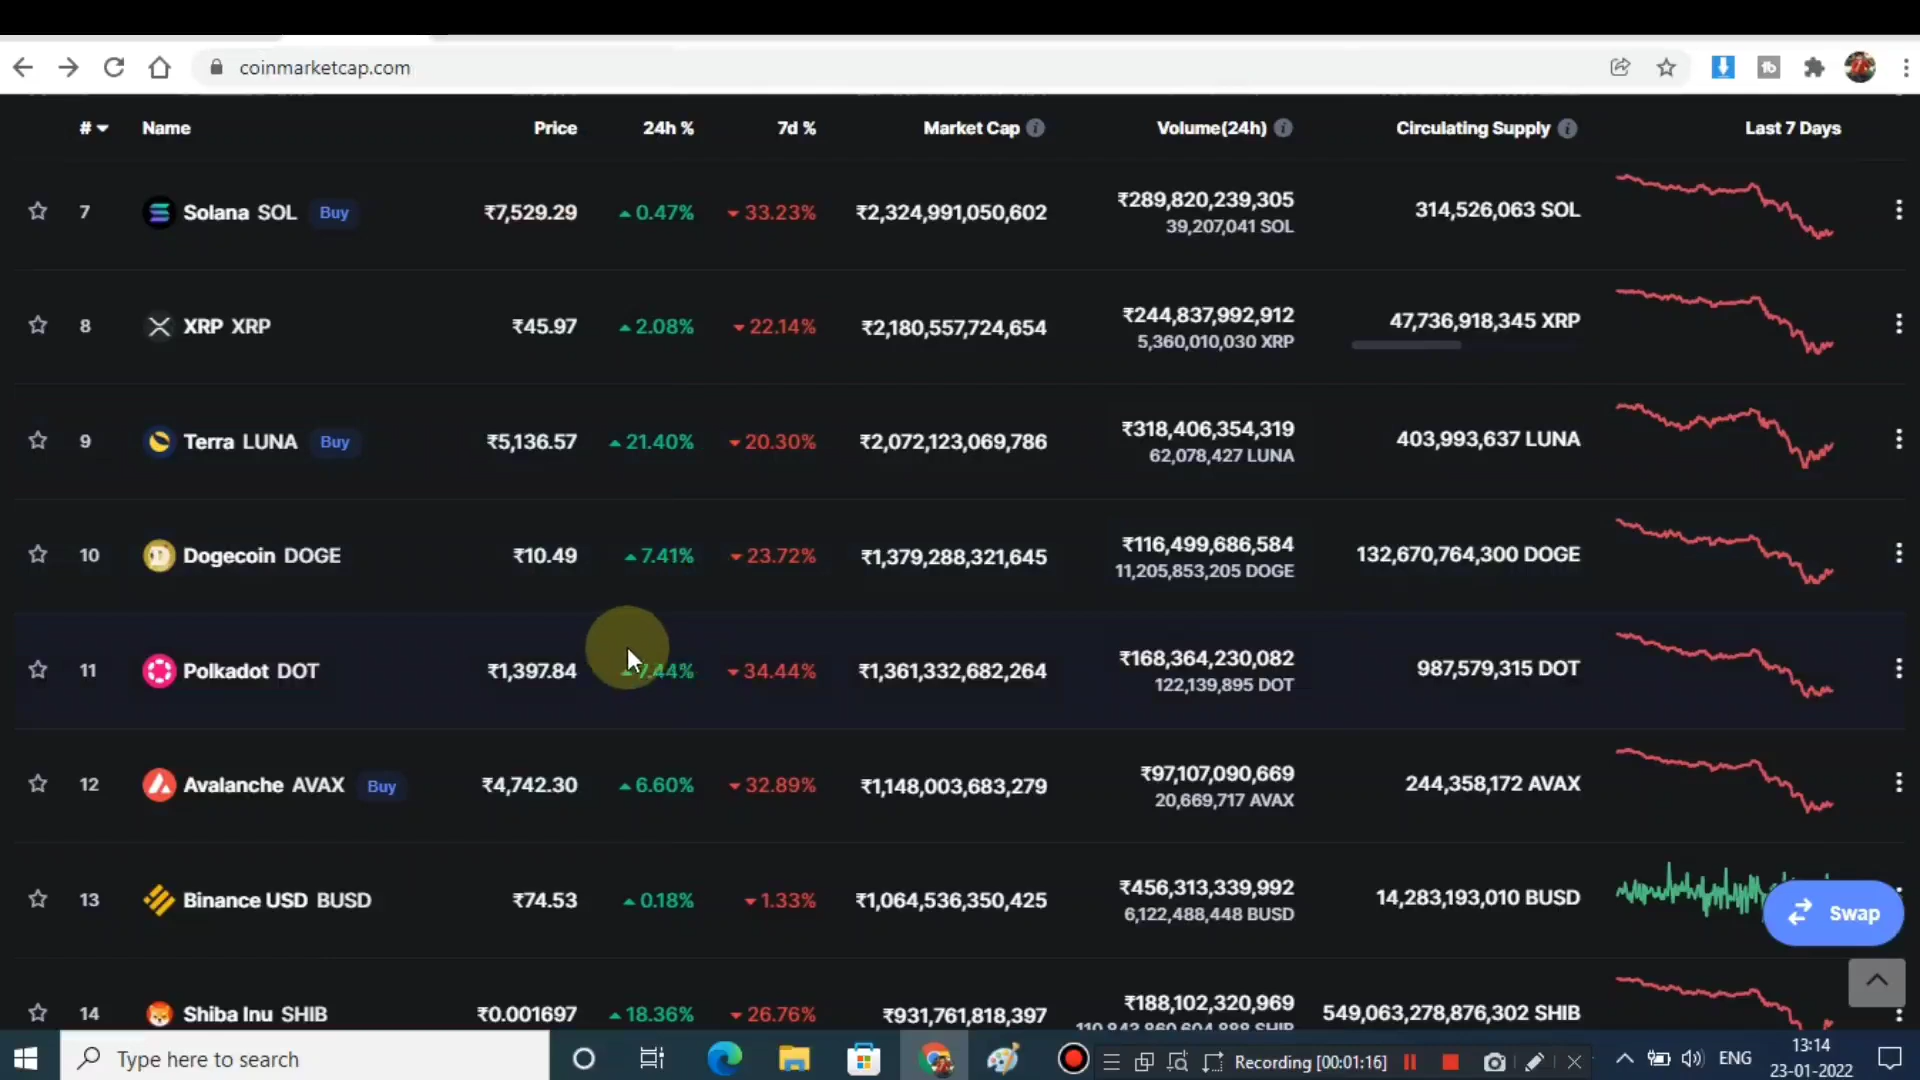 coinmarketcap.com
# Name Price 24h % 7d % Market Cap Volume(24h) Circulating Supply Last 7 Days
7 Solana SOL Buy ₹7,529.29 0.47% 33.23% ₹2,324,991,050,602 ₹289,820,239,305 314,526,063 SOL
39,207,041 SOL
8 XRP XRP ₹45.97 2.08% 22.14% ₹2,180,557,724,654 ₹244,837,992,912 47,736,918,345 XRP
5,360,010,030 XRP
9 Terra LUNA Buy ₹5,136.57 21.40% 20.30% ₹2,072,123,069,786 ₹318,406,354,319 403,993,637 LUNA
62,078,427 LUNA
10 Dogecoin DOGE ₹10.49 7.41% 23.72% ₹1,379,288,321,645 ₹116,499,686,584 132,670,764,300 DOGE
11,205,853,205 DOGE
11 Polkadot DOT ₹1,397.84 7.44% 34.44% ₹1,361,332,682,264 ₹168,364,230,082 987,579,315 DOT
122,139,895 DOT
12 Avalanche AVAX Buy ₹4,742.30 6.60% 32.89% ₹1,148,003,683,279 ₹97,107,090,669 244,358,172 AVAX
20,669,717 AVAX
13 Binance USD BUSD ₹74.53 0.18% 1.33% ₹1,064,536,350,425 ₹456,313,339,992 14,283,193,010 BUSD
6,122,488,448 BUSD
Swap
14 Shiba Inu SHIB ₹0.001697 18.36% 26.76% ₹931,761,818,397 ₹188,102,320,969 549,063,278,876,302 SHIB
Type here to search Recording [00:01:16] ENG 13:14
23-01-2022